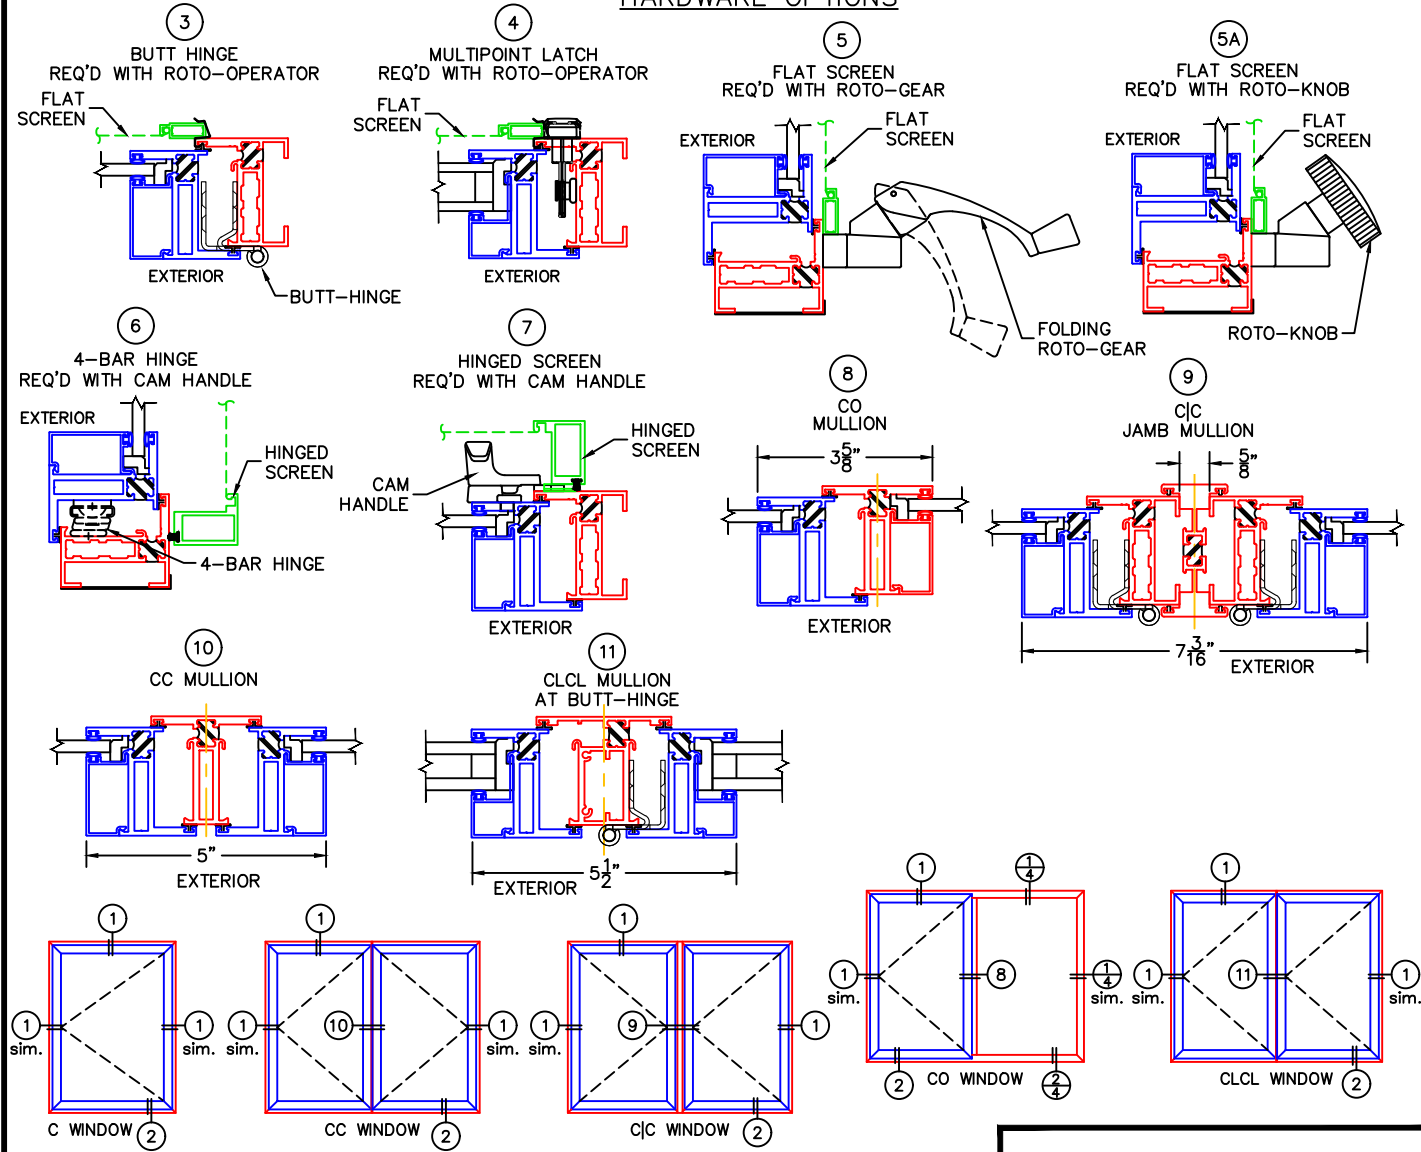 HARDWARE OPTIONS
3
BUTT HINGE
REQ'D WITH ROTO-OPERATOR
FLAT
SCREEN
EXTERIOR
BUTT-HINGE
4
MULTIPOINT LATCH
REQ'D WITH ROTO-OPERATOR
FLAT
SCREEN
EXTERIOR
5
FLAT SCREEN
REQ'D WITH ROTO-GEAR
EXTERIOR
FLAT
SCREEN
FOLDING
ROTO-GEAR
5A
FLAT SCREEN
REQ'D WITH ROTO-KNOB
EXTERIOR
FLAT
SCREEN
ROTO-KNOB
6
4-BAR HINGE
REQ'D WITH CAM HANDLE
EXTERIOR
HINGED
SCREEN
4-BAR HINGE
7
HINGED SCREEN
REQ'D WITH CAM HANDLE
HINGED
SCREEN
CAM
HANDLE
EXTERIOR
8
CO
MULLION
3 5/8"
EXTERIOR
9
C|C
JAMB MULLION
5/8"
7 3/16"
EXTERIOR
10
CC MULLION
5"
EXTERIOR
11
CLCL MULLION
AT BUTT-HINGE
5 1/2"
EXTERIOR
1
1
sim.
1
sim.
C WINDOW
2
1
1
sim.
10
1
sim.
CC WINDOW
2
1
1
sim.
9
1
C|C WINDOW
2
1
1/4
1
sim.
8
1/4
sim.
2
CO WINDOW
2/4
1
1
sim.
11
1
sim.
CLCL WINDOW
2